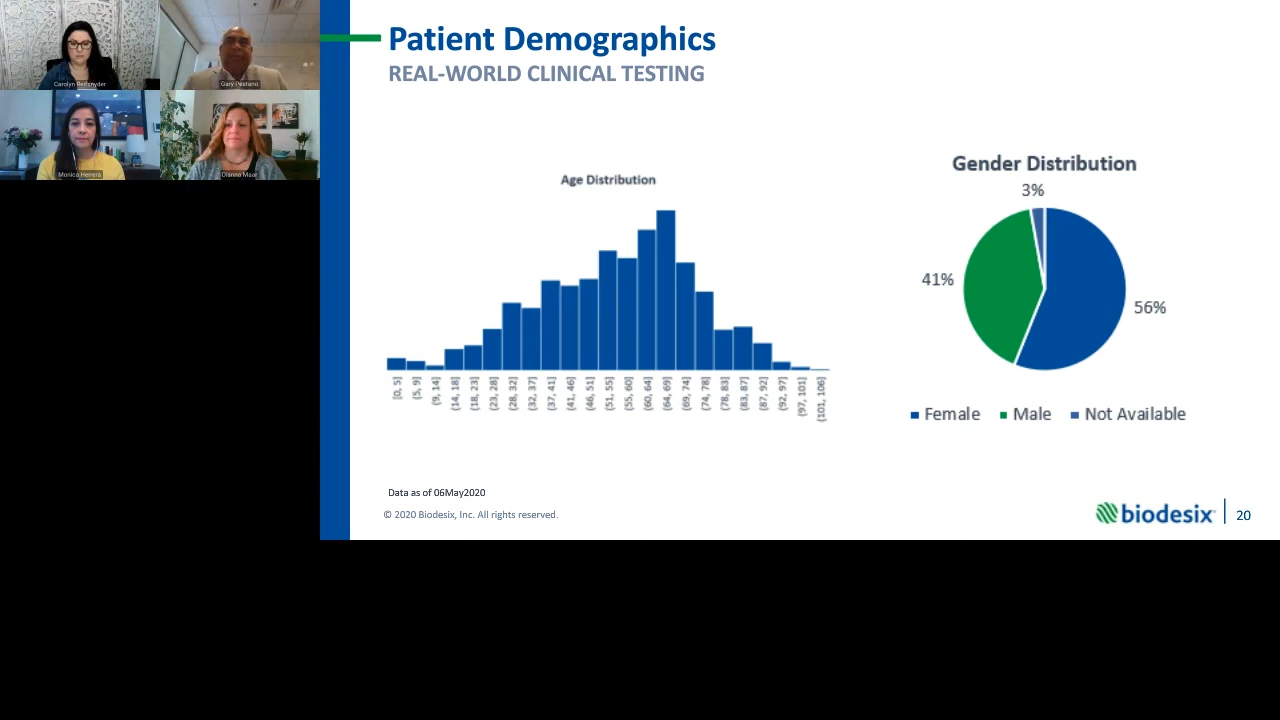 Carolyn Reifsnyder
Gary Pestano
Monica Herrera
Dianna Maar
Patient Demographics
REAL-WORLD CLINICAL TESTING
Age Distribution
[0, 5]
(5, 9]
(9, 14]
(14, 18]
(18, 23]
(23, 28]
(28, 32]
(32, 37]
(37, 41]
(41, 46]
(46, 51]
(51, 55]
(55, 60]
(60, 64]
(64, 69]
(69, 74]
(74, 78]
(78, 83]
(83, 87]
(87, 92]
(92, 97]
(97, 101]
(101, 106]
Gender Distribution
3%
41%
56%
Female Male Not Available
Data as of 06May2020
© 2020 Biodesix, Inc. All rights reserved.
biodesix 20